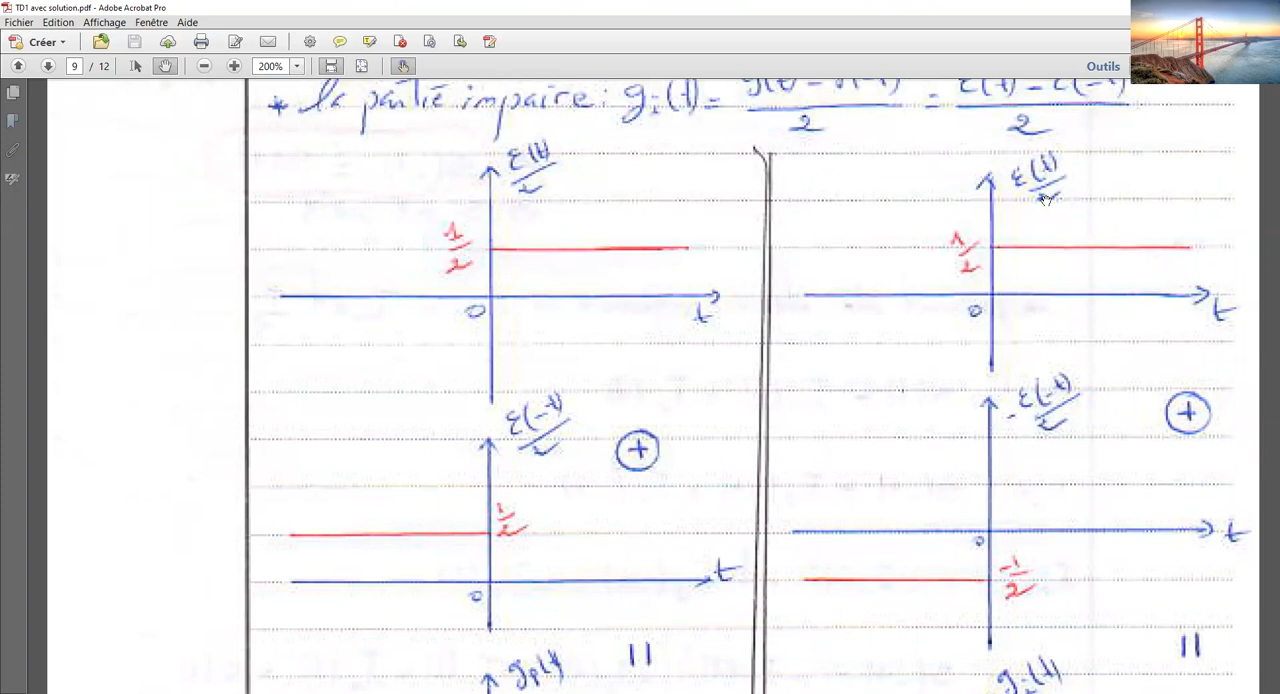 TD1 avec solution.pdf - Adobe Acrobat Pro
Fichier Edition Affichage Fenêtre Aide
Créer
9 / 12 200% Outils
* la partie impaire : gi(t) = g(t) - g(-t) / 2 = ε(t) - ε(-t) / 2
ε(t)/2
1/2
0
t
ε(-t)/2
+
1/2
0
t
gp(t)
=
ε(t)/2
1/2
0
t
-ε(-t)/2
+
0
t
-1/2
=
gi(t)